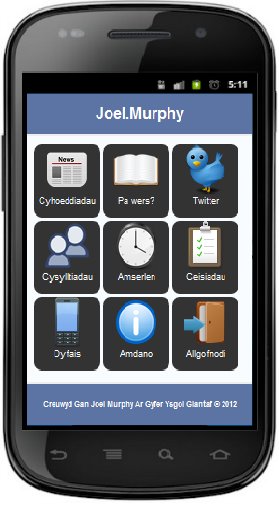 5:11
Joel.Murphy
News
Cyhoeddiadau
Pa wers?
Twitter
Cysylltiadau
Amserlen
Ceisiadau
Dyfais
Amdano
Allgofnodi
Creuwyd Gan Joel Murphy Ar Gyfer Ysgol Glantaf © 2012